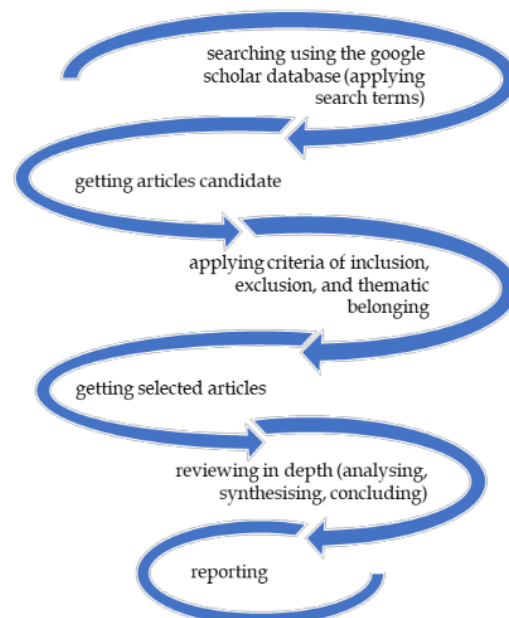 searching using the google
scholar database (applying
search terms)
getting articles candidate
applying criteria of inclusion,
exclusion, and thematic
belonging
getting selected articles
reviewing in depth (analysing,
synthesising, concluding)
reporting